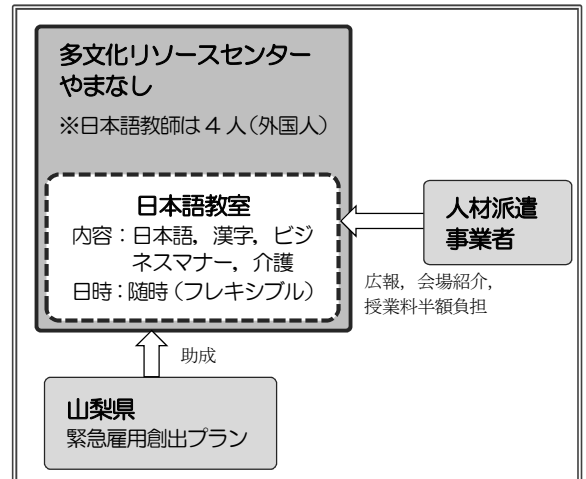 多文化リソースセンター
やまなし
※日本語教師は4人(外国人)
日本語教室
内容:日本語,漢字,ビジ
ネスマナー,介護
日時:随時(フレキシブル)
人材派遣
事業者
広報,会場紹介,
授業料半額負担
助成
山梨県
緊急雇用創出プラン